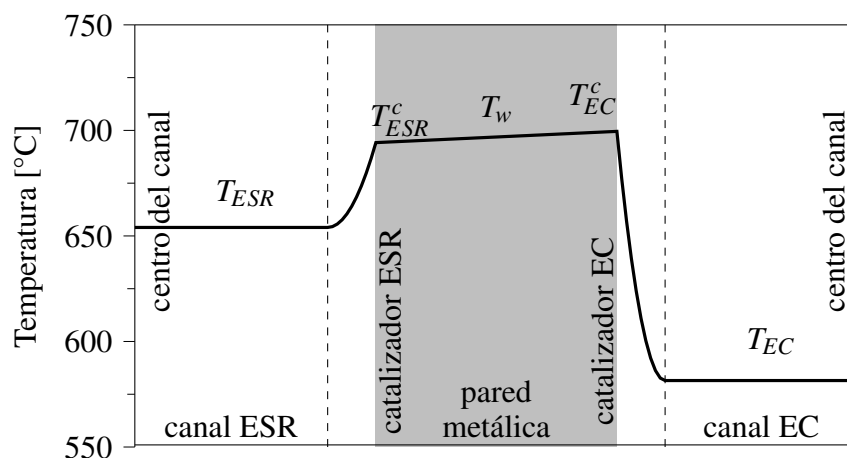 Temperatura [°C]
750
700
650
600
550
centro del canal
T_ESR
T^c_ESR
T_w
T^c_EC
catalizador ESR
catalizador EC
T_EC
centro del canal
canal ESR
pared
metálica
canal EC